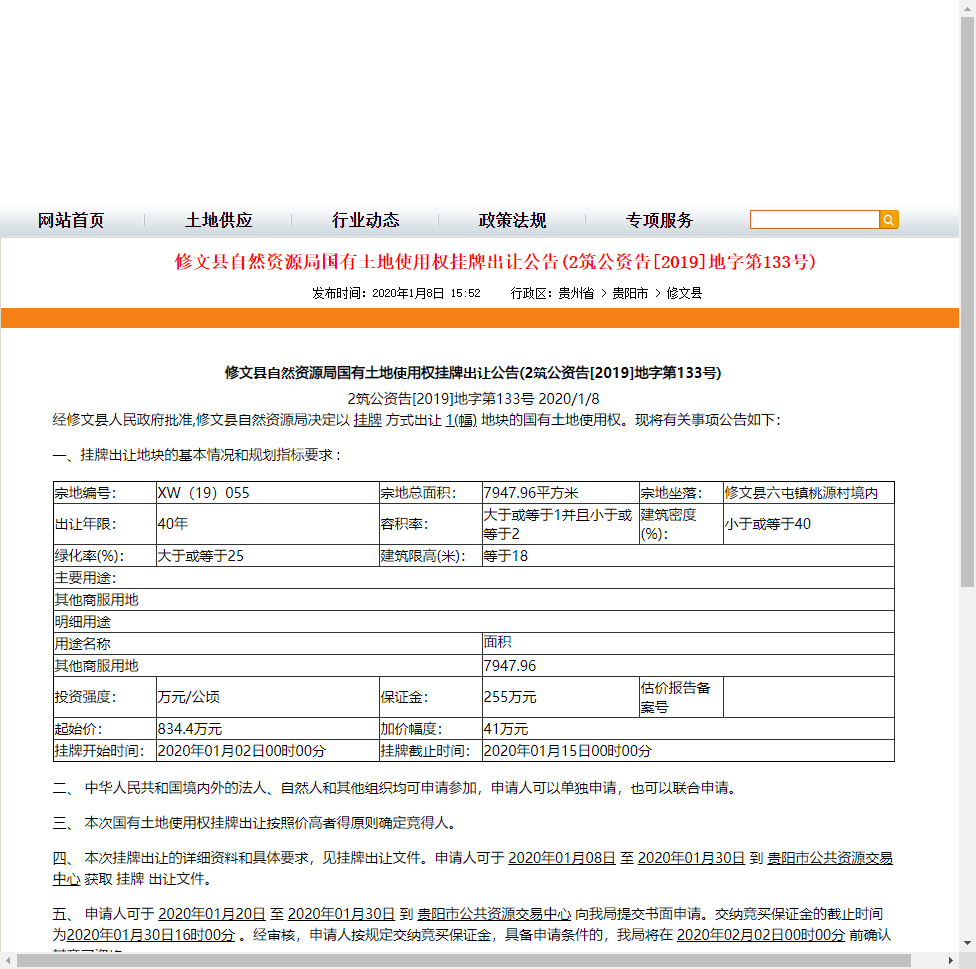 网站首页 土地供应 行业动态 政策法规 专项服务
修文县自然资源局国有土地使用权挂牌出让公告(2筑公资告[2019]地字第133号)
发布时间：2020年1月8日 15:52 行政区：贵州省 > 贵阳市 > 修文县
修文县自然资源局国有土地使用权挂牌出让公告(2筑公资告[2019]地字第133号)
2筑公资告[2019]地字第133号 2020/1/8
经修文县人民政府批准,修文县自然资源局决定以 挂牌 方式出让 1(幅) 地块的国有土地使用权。现将有关事项公告如下：
一、挂牌出让地块的基本情况和规划指标要求：
宗地编号： XW（19）055 宗地总面积： 7947.96平方米 宗地坐落： 修文县六屯镇桃源村境内
出让年限： 40年 容积率： 大于或等于1并且小于或等于2 建筑密度(%)： 小于或等于40
绿化率(%)： 大于或等于25 建筑限高(米)： 等于18
主要用途：
其他商服用地
明细用途
用途名称 面积
其他商服用地 7947.96
投资强度： 万元/公顷 保证金： 255万元 估价报告备案号
起始价： 834.4万元 加价幅度： 41万元
挂牌开始时间： 2020年01月02日00时00分 挂牌截止时间： 2020年01月15日00时00分
二、 中华人民共和国境内外的法人、自然人和其他组织均可申请参加，申请人可以单独申请，也可以联合申请。
三、 本次国有土地使用权挂牌出让按照价高者得原则确定竞得人。
四、 本次挂牌出让的详细资料和具体要求，见挂牌出让文件。申请人可于 2020年01月08日 至 2020年01月30日 到 贵阳市公共资源交易
中心 获取 挂牌 出让文件。
五、 申请人可于 2020年01月20日 至 2020年01月30日 到 贵阳市公共资源交易中心 向我局提交书面申请。交纳竞买保证金的截止时间
为2020年01月30日16时00分 。经审核，申请人按规定交纳竞买保证金，具备申请条件的，我局将在 2020年02月02日00时00分 前确认